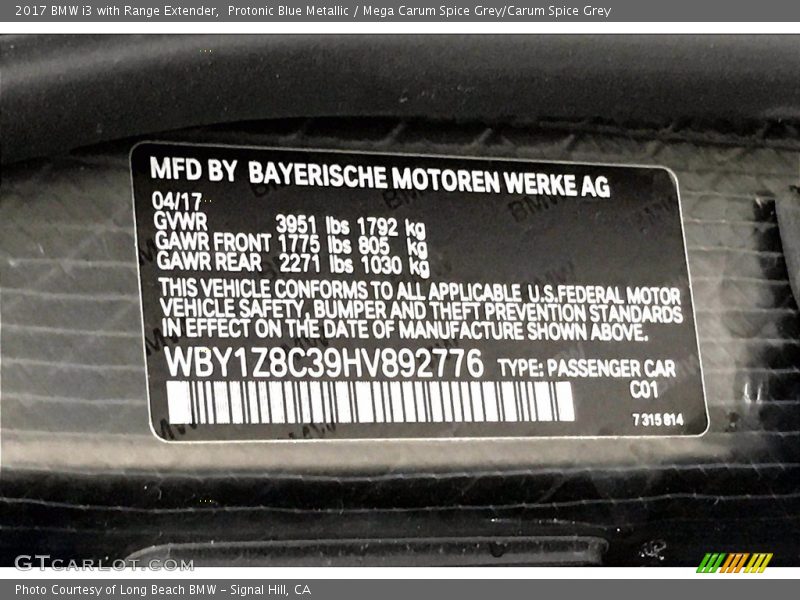 2017 BMW i3 with Range Extender,  Protonic Blue Metallic / Mega Carum Spice Grey/Carum Spice Grey
MFD BY BAYERISCHE MOTOREN WERKE AG
04/17
GVWR 3951 lbs 1792 kg
GAWR FRONT 1775 lbs 805 kg
GAWR REAR 2271 lbs 1030 kg
THIS VEHICLE CONFORMS TO ALL APPLICABLE U.S.FEDERAL MOTOR
VEHICLE SAFETY, BUMPER AND THEFT PREVENTION STANDARDS
IN EFFECT ON THE DATE OF MANUFACTURE SHOWN ABOVE.
WBY1Z8C39HV892776 TYPE: PASSENGER CAR
C01
7 315 814
GTCARLOT.COM
Photo Courtesy of Long Beach BMW - Signal Hill, CA